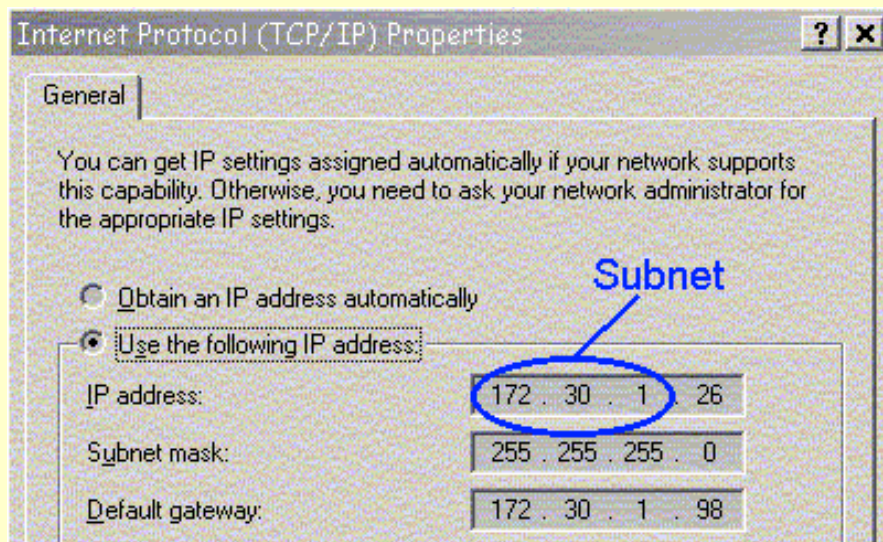 Internet Protocol (TCP/IP) Properties
General
You can get IP settings assigned automatically if your network supports
this capability. Otherwise, you need to ask your network administrator for
the appropriate IP settings.
Subnet
Obtain an IP address automatically
Use the following IP address:
IP address: 172 . 30 . 1 . 26
Subnet mask: 255 . 255 . 255 . 0
Default gateway: 172 . 30 . 1 . 98